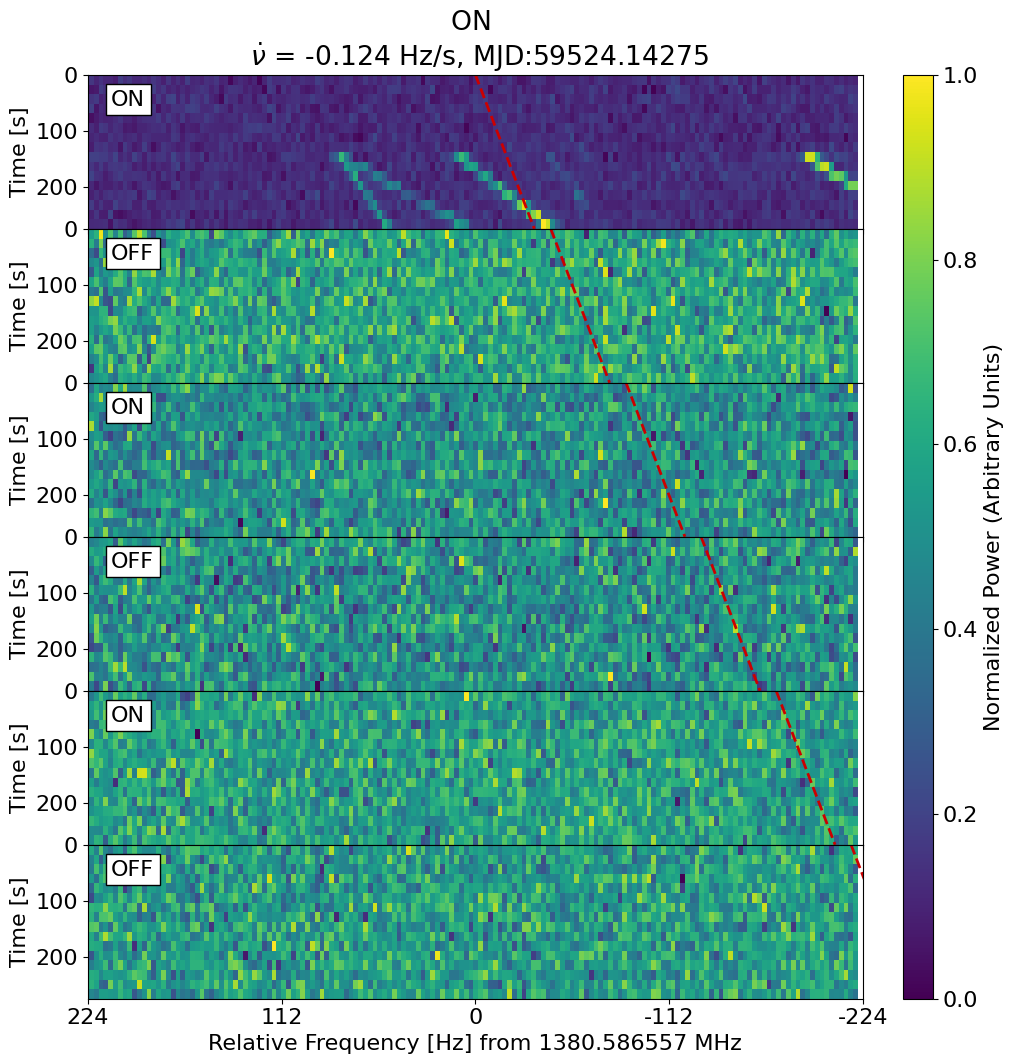 ON
ν̇ = -0.124 Hz/s, MJD:59524.14275
0
ON
100
200
Time [s]
0
OFF
100
200
Time [s]
0
ON
100
200
Time [s]
0
OFF
100
200
Time [s]
0
ON
100
200
Time [s]
0
OFF
100
200
Time [s]
224 112 0 -112 -224
Relative Frequency [Hz] from 1380.586557 MHz
1.0
0.8
0.6
0.4
0.2
0.0
Normalized Power (Arbitrary Units)